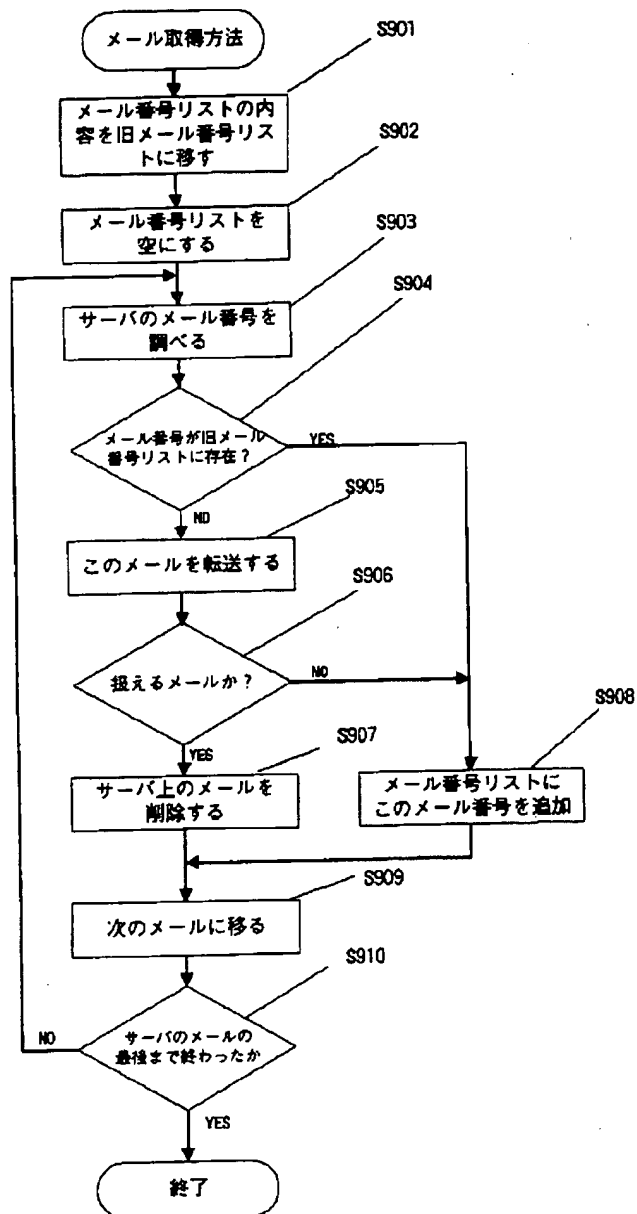 メール取得方法
S901
メール番号リストの内
容を旧メール番号リス
トに移す
S902
メール番号リストを
空にする
S903
サーバのメール番号を
調べる
S904
メール番号が旧メール
番号リストに存在?
YES
NO
S905
このメールを転送する
S906
扱えるメールか?
NO
YES
S907
サーバ上のメールを
削除する
S908
メール番号リストに
このメール番号を追加
S909
次のメールに移る
S910
サーバのメールの
最後まで終わったか
NO
YES
終了